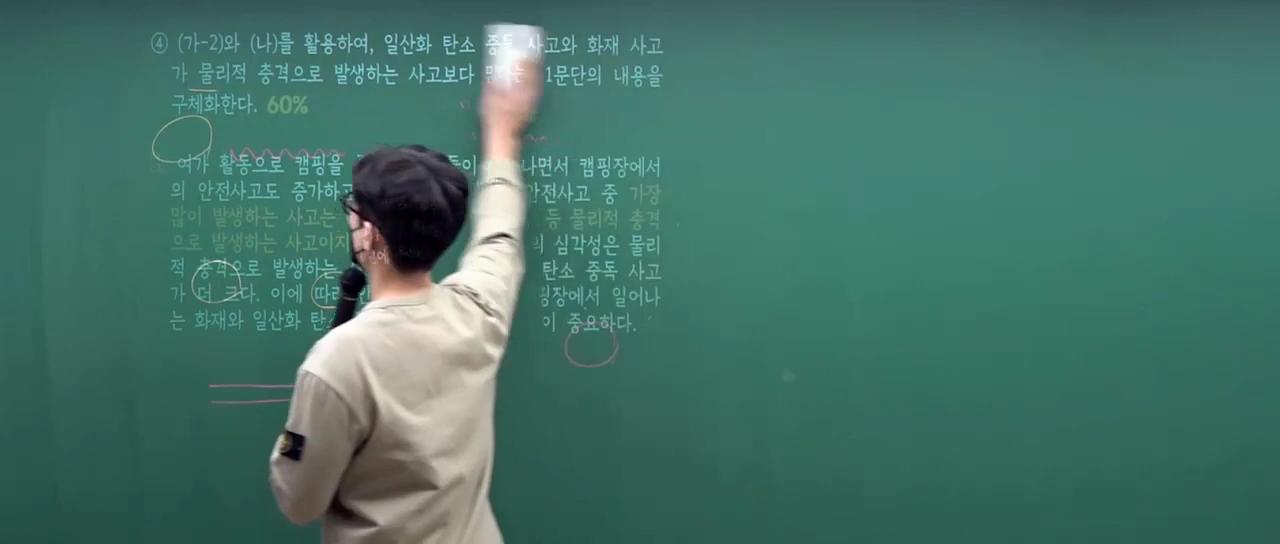 ④ (가-2)와 (나)를 활용하여, 일산화 탄소 중독 사고와 화재 사고
가 물리적 충격으로 발생하는 사고보다 1문단의 내용을
구체화한다. 60%
여가 활동으로 캠핑을 나면서 캠핑장에서
의 안전사고도 증가하고 안전사고 중 가장
많이 발생하는 사고는 등 물리적 충격
으로 발생하는 사고이지 심각성은 물리
적 충격으로 발생하는 탄소 중독 사고
가 더 크다. 이에 따라 캠핑장에서 일어나
는 화재와 일산화 탄소 이 중요하다.